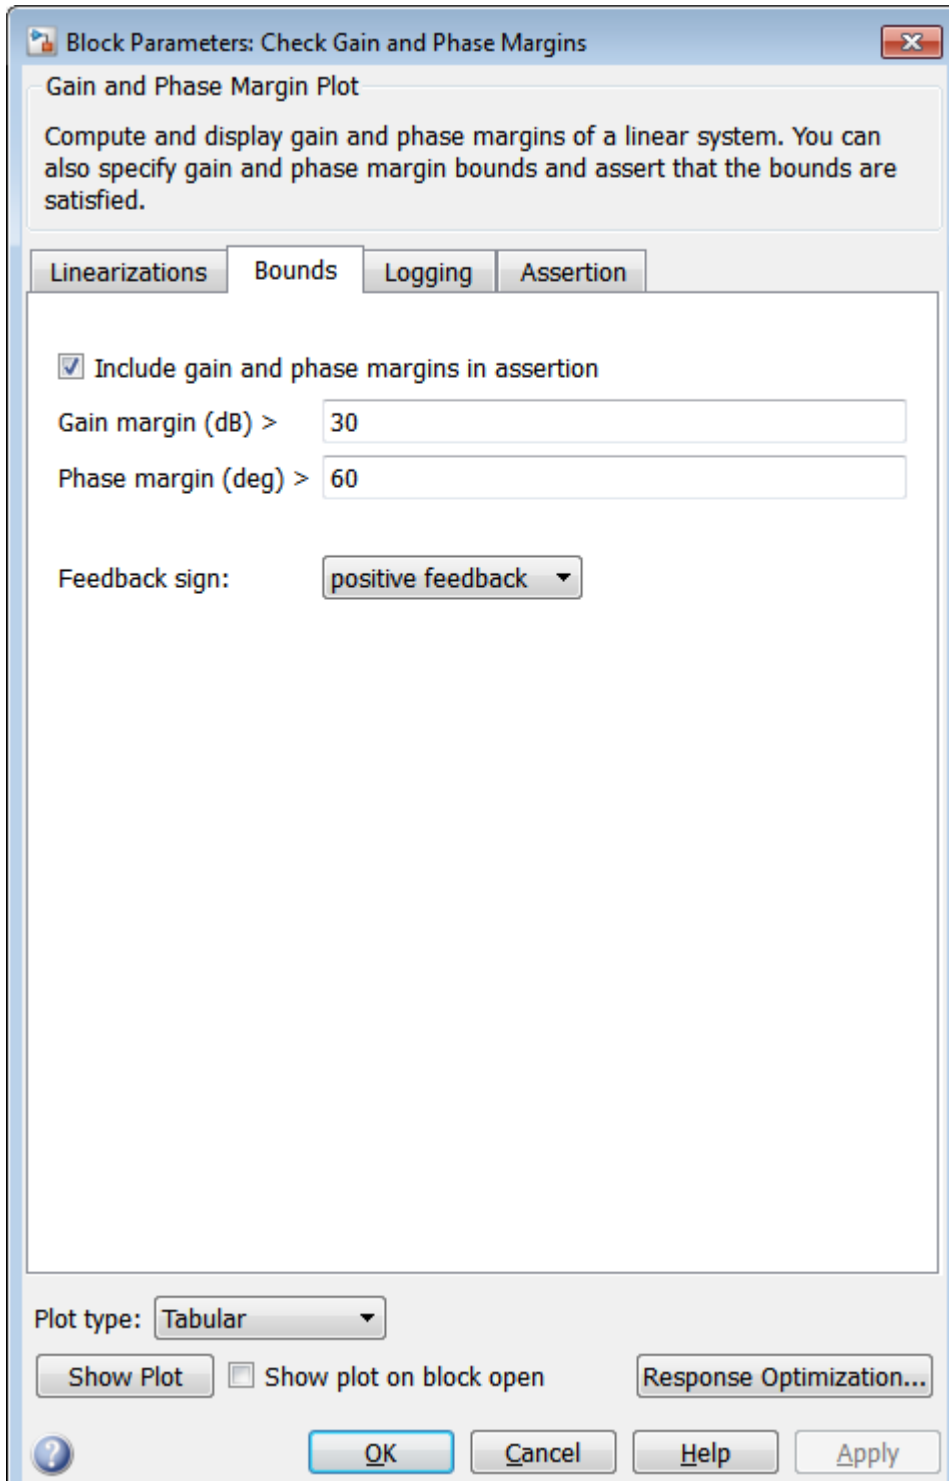 Block Parameters: Check Gain and Phase Margins
Gain and Phase Margin Plot
Compute and display gain and phase margins of a linear system. You can
also specify gain and phase margin bounds and assert that the bounds are
satisfied.
Linearizations Bounds Logging Assertion
Include gain and phase margins in assertion
Gain margin (dB) > 30
Phase margin (deg) > 60
Feedback sign: positive feedback
Plot type: Tabular
Show Plot Show plot on block open Response Optimization...
? OK Cancel Help Apply